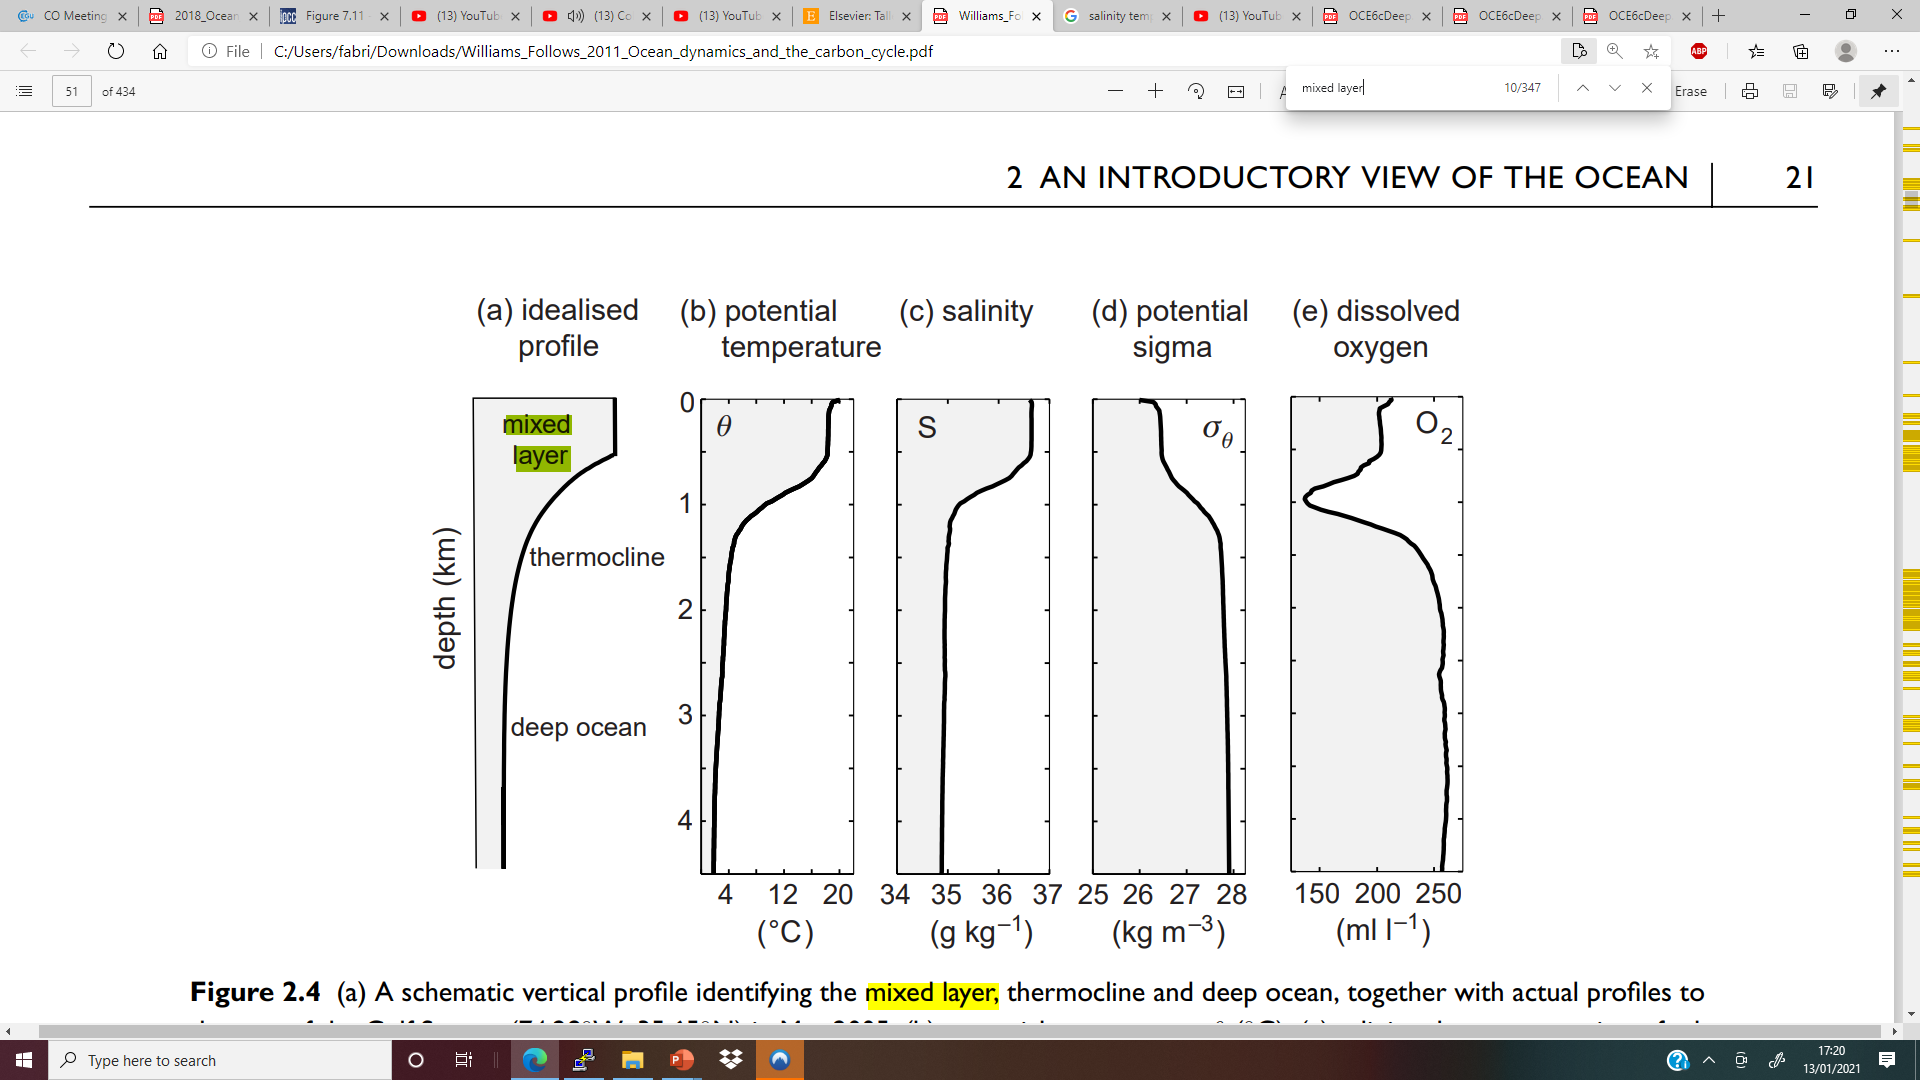 CO Meeting
2018_Ocean
Figure 7.11
(13) YouTub
(13) Co
(13) YouTub
Elsevier: Tal
Williams_Fo
salinity tem
(13) YouTub
OCE6cDeep
OCE6cDeep
OCE6cDeep
File
C:/Users/fabri/Downloads/Williams_Follows_2011_Ocean_dynamics_and_the_carbon_cycle.pdf
ABP
51 of 434
mixed layer
10/347
Erase
2 AN INTRODUCTORY VIEW OF THE OCEAN 21
(a) idealised
profile
(b) potential
temperature
(c) salinity
(d) potential
sigma
(e) dissolved
oxygen
mixed
layer
thermocline
deep ocean
depth (km)
0
1
2
3
4
θ
S
σθ
O2
4 12 20
(°C)
34 35 36 37
(g kg−1)
25 26 27 28
(kg m−3)
150 200 250
(ml l−1)
Figure 2.4 (a) A schematic vertical profile identifying the mixed layer, thermocline and deep ocean, together with actual profiles to
Type here to search
17:20
13/01/2021